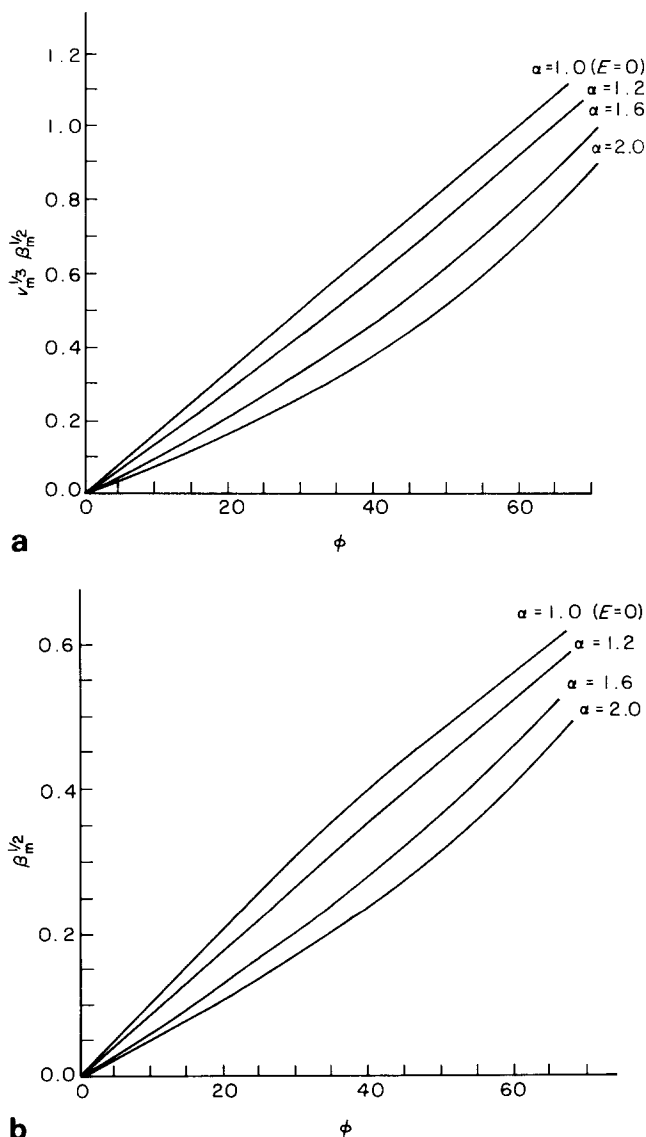 1.2
1.0
0.8
0.6
0.4
0.2
0.0
ν_m^{1/3} β_m^{1/2}
α=1.0 (E=0)
α=1.2
α=1.6
α=2.0
0 20 40 60
a
ϕ
0.6
0.4
0.2
0.0
β_m^{1/2}
α = 1.0 (E=0)
α = 1.2
α = 1.6
α = 2.0
0 20 40 60
b
ϕ